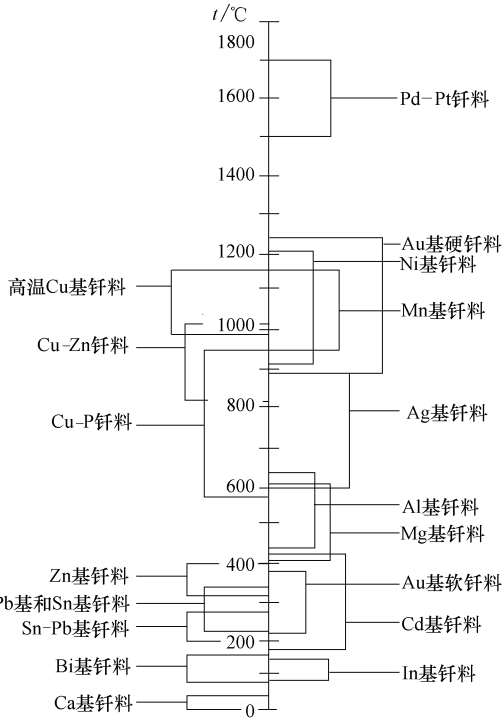 t/℃
1800
1600
Pd-Pt钎料
1400
Au基硬钎料
1200
Ni基钎料
高温Cu基钎料
Mn基钎料
1000
Cu-Zn钎料
800
Ag基钎料
Cu-P钎料
600
Al基钎料
Mg基钎料
400
Zn基钎料
Au基软钎料
Pb基和Sn基钎料
Cd基钎料
Sn-Pb基钎料
200
Bi基钎料
In基钎料
Ca基钎料
0